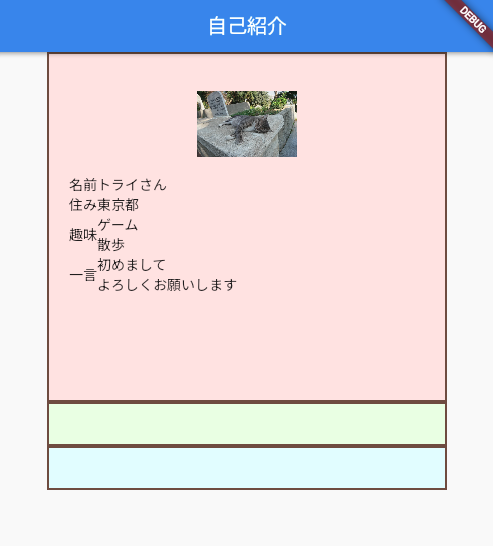 自己紹介
DEBUG
名前トライさん
住み東京都
趣味ゲーム
散歩
一言初めまして
よろしくお願いします